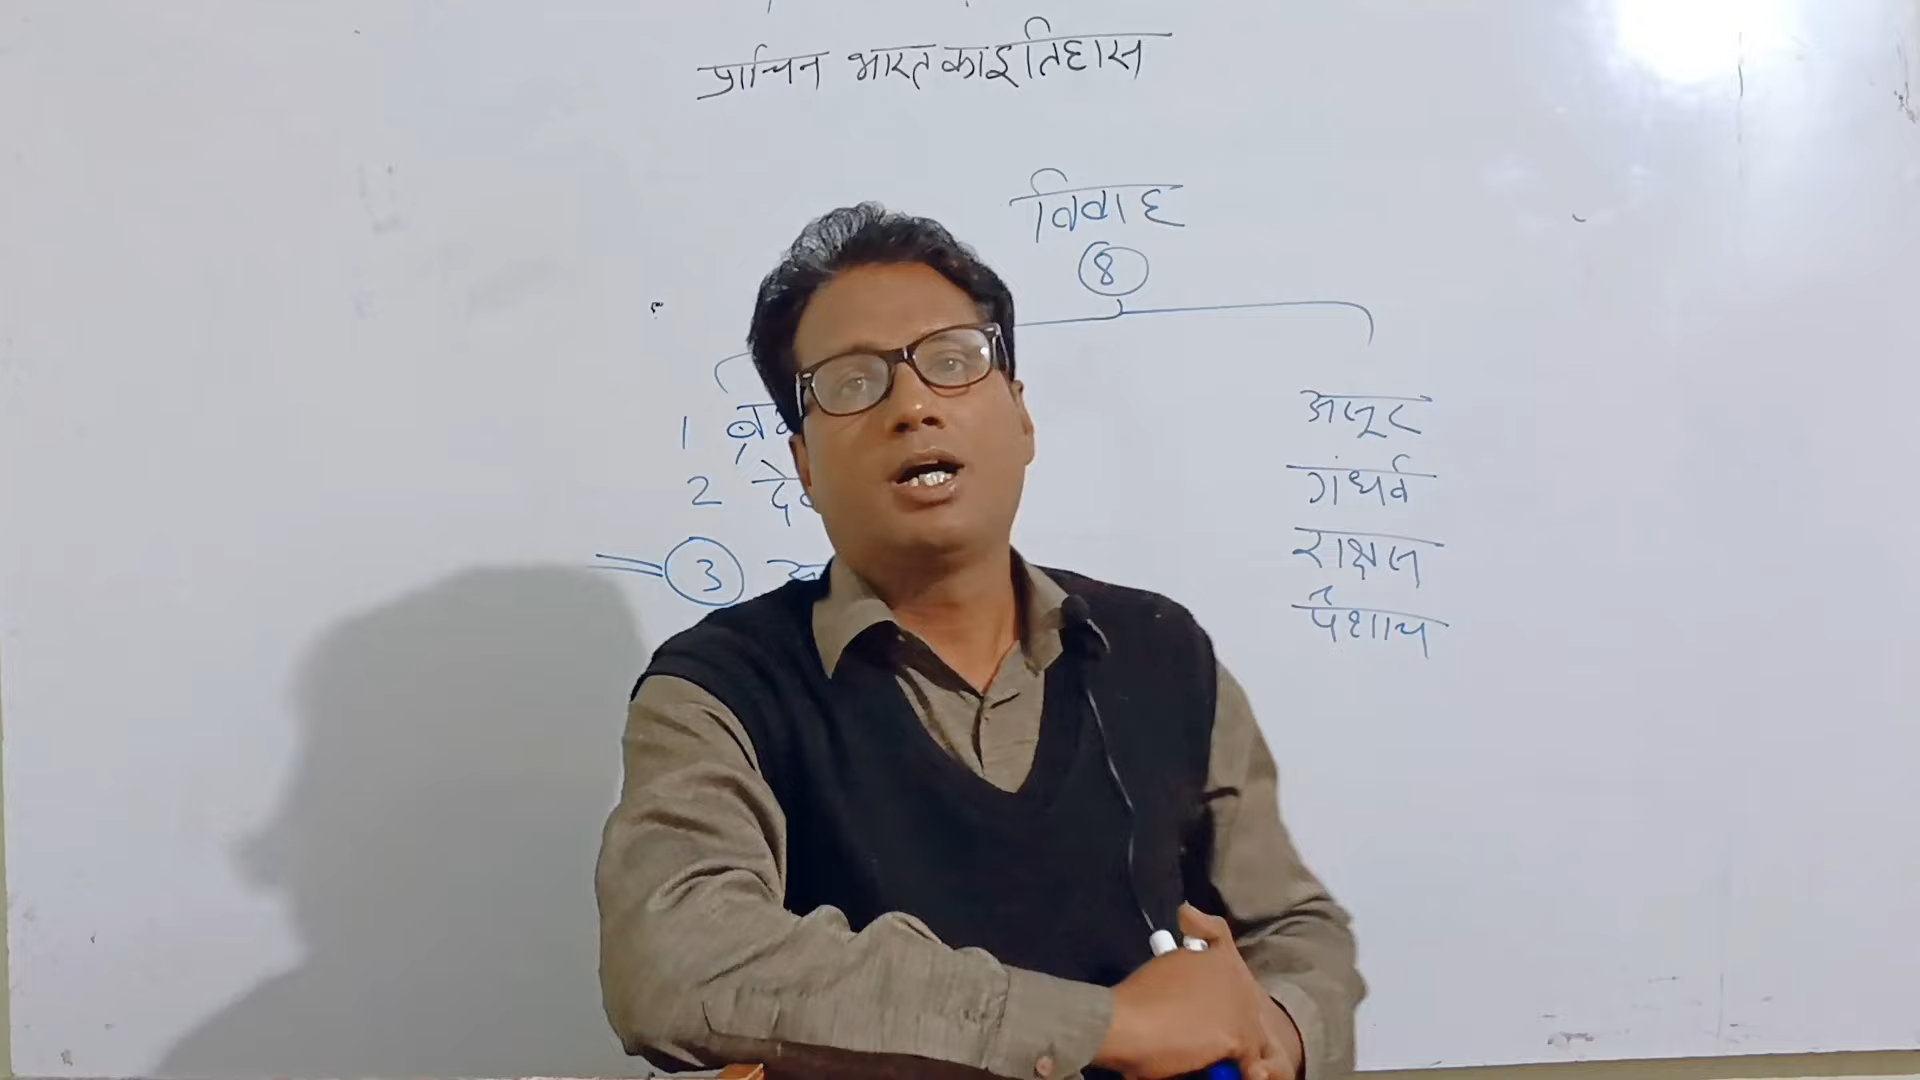 प्राचिन भारत का इतिहास
विवाह
8
1
2
3
असूर
गंधर्व
राक्षस
पैशाच